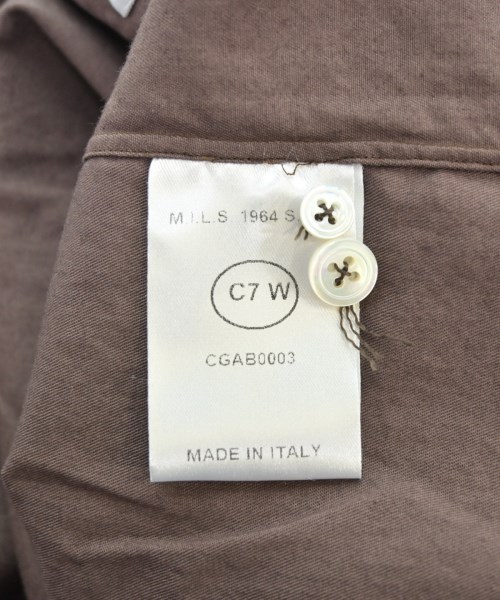 M.I.L.S 1964 S
C7 W
CGAB0003
MADE IN ITALY